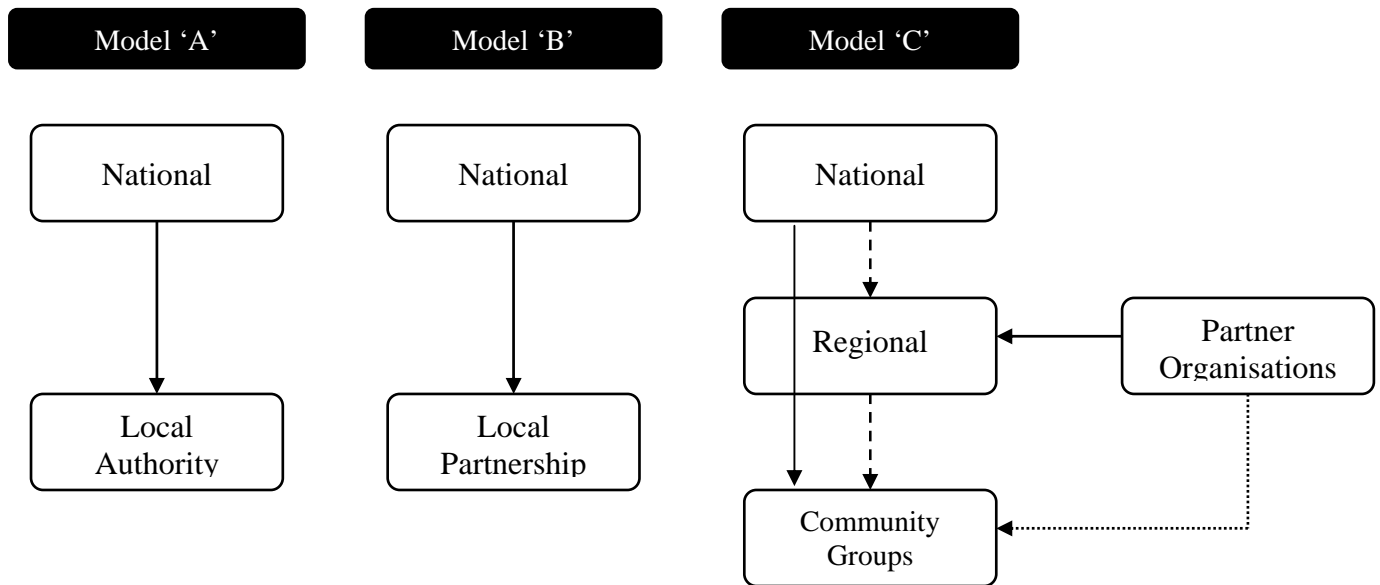 Model ‘A’
Model ‘B’
Model ‘C’
National
National
National
Regional
Partner
Organisations
Local
Authority
Local
Partnership
Community
Groups